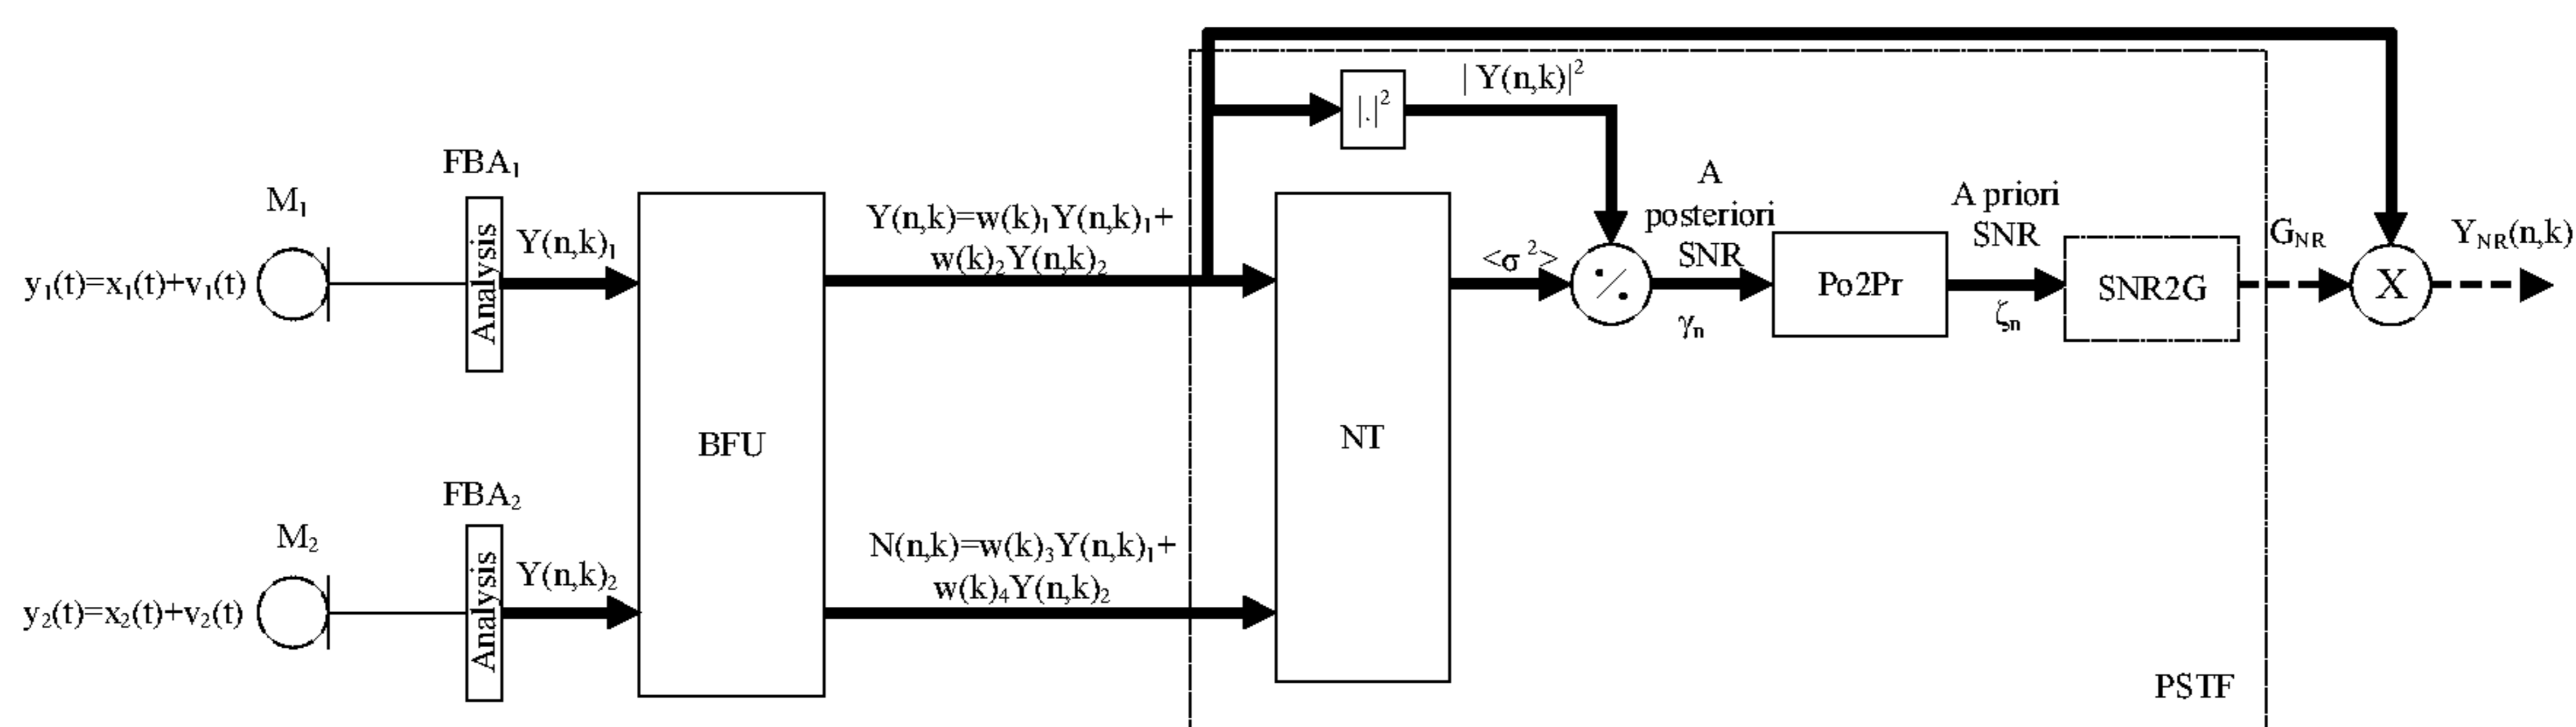 |Y(n,k)|²
|.|²
FBA₁
M₁
Analysis
Y(n,k)₁
y₁(t)=x₁(t)+v₁(t)
Y(n,k)=w(k)₁Y(n,k)₁+
w(k)₂Y(n,k)₂
<σ²>
A
posteriori
SNR
γₙ
Po2Pr
A priori
SNR
ζₙ
SNR2G
G_NR
X
Y_NR(n,k)
BFU
NT
FBA₂
M₂
Analysis
Y(n,k)₂
y₂(t)=x₂(t)+v₂(t)
N(n,k)=w(k)₃Y(n,k)₁+
w(k)₄Y(n,k)₂
PSTF